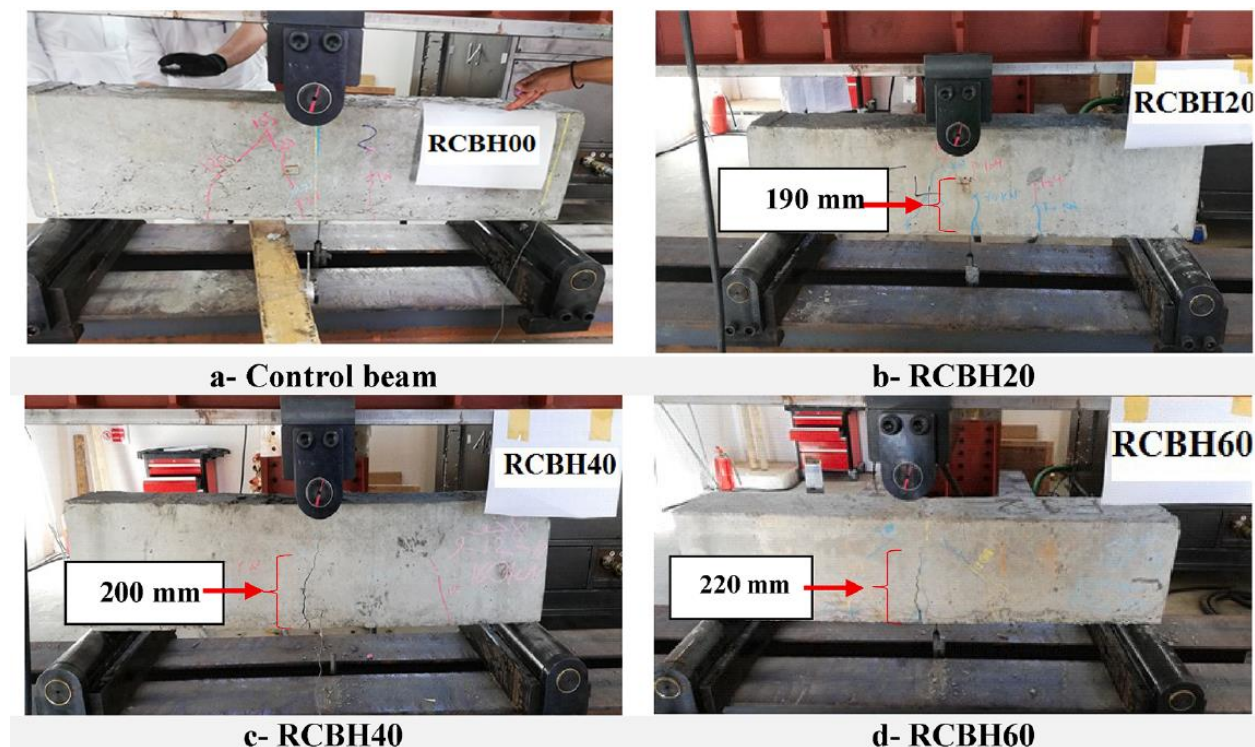 RCBH00
RCBH20
190 mm
a- Control beam
b- RCBH20
RCBH40
200 mm
RCBH60
220 mm
c- RCBH40
d- RCBH60